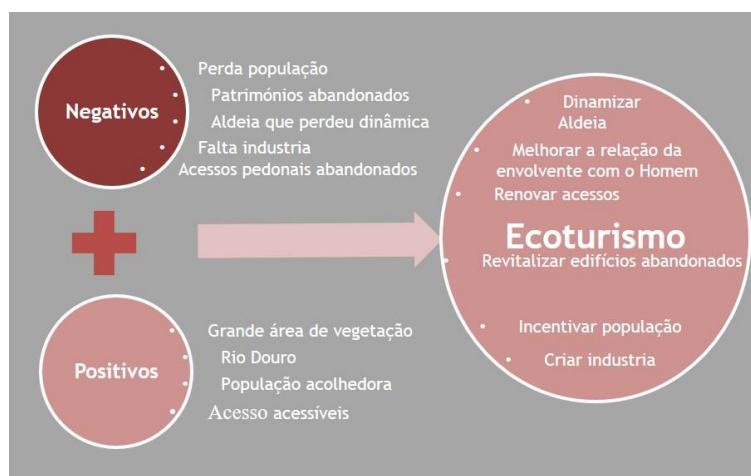 Negativos
Perda população
Patrimónios abandonados
Aldeia que perdeu dinâmica
Falta industria
Acessos pedonais abandonados
Positivos
Grande área de vegetação
Rio Douro
População acolhedora
Acesso acessíveis
Dinamizar
Aldeia
Melhorar a relação da
envolvente com o Homem
Renovar acessos
Ecoturismo
Revitalizar edifícios abandonados
Incentivar população
Criar industria